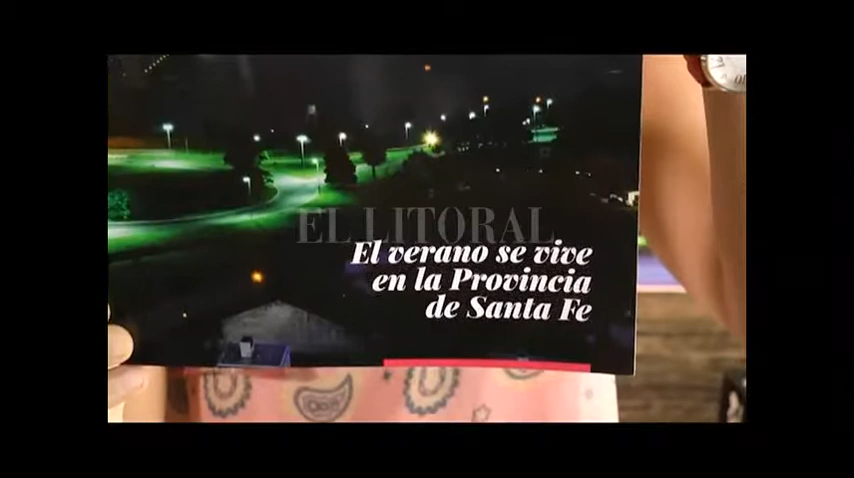 EL LITORAL
El verano se vive
en la Provincia
de Santa Fe